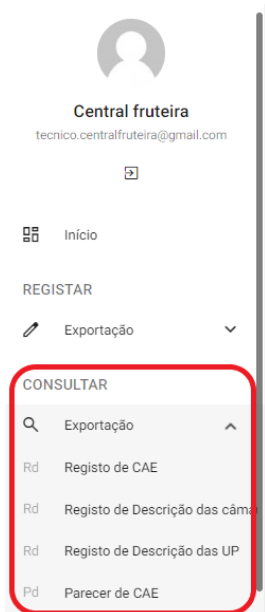 Central fruteira
tecnico.centralfruteira@gmail.com
Início
REGISTAR
Exportação
CONSULTAR
Exportação
Rd Registo de CAE
Rd Registo de Descrição das câma
Rd Registo de Descrição das UP
Pd Parecer de CAE